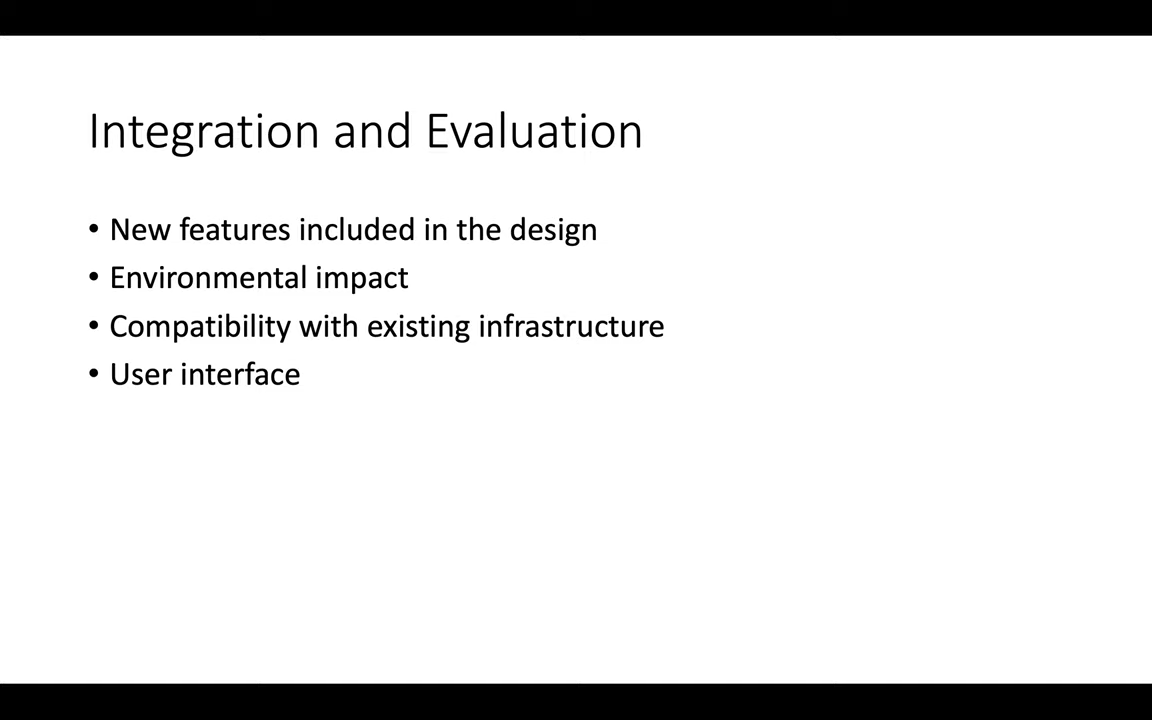 Integration and Evaluation
• New features included in the design
• Environmental impact
• Compatibility with existing infrastructure
• User interface